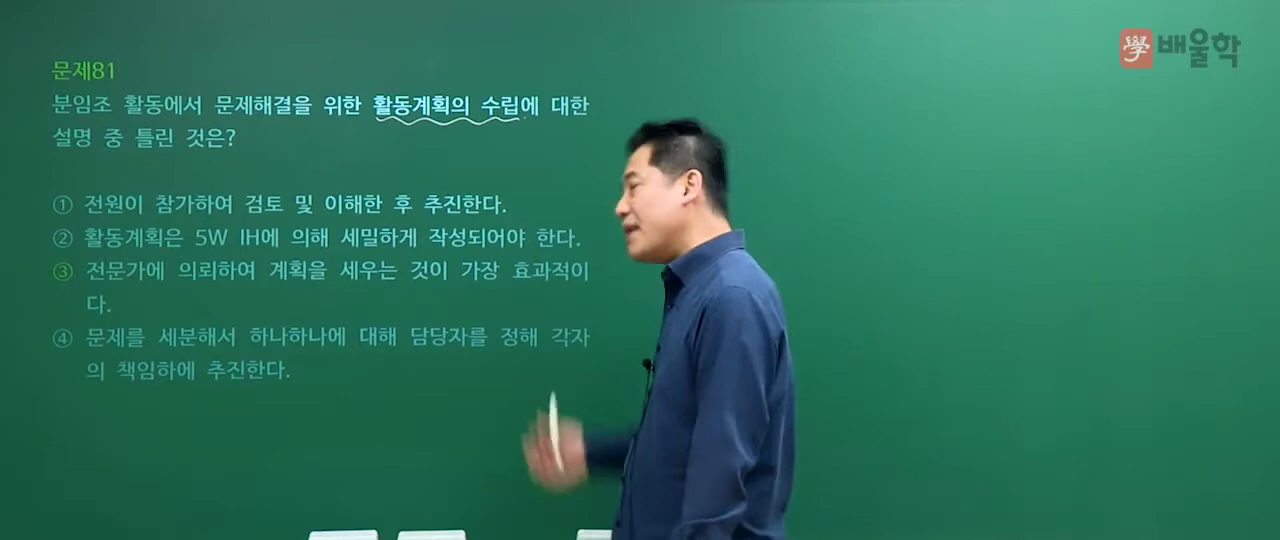 學 배울학
문제81
분임조 활동에서 문제해결을 위한 활동계획의 수립에 대한
설명 중 틀린 것은?
① 전원이 참가하여 검토 및 이해한 후 추진한다.
② 활동계획은 5W IH에 의해 세밀하게 작성되어야 한다.
③ 전문가에 의뢰하여 계획을 세우는 것이 가장 효과적이
다.
④ 문제를 세분해서 하나하나에 대해 담당자를 정해 각자
의 책임하에 추진한다.